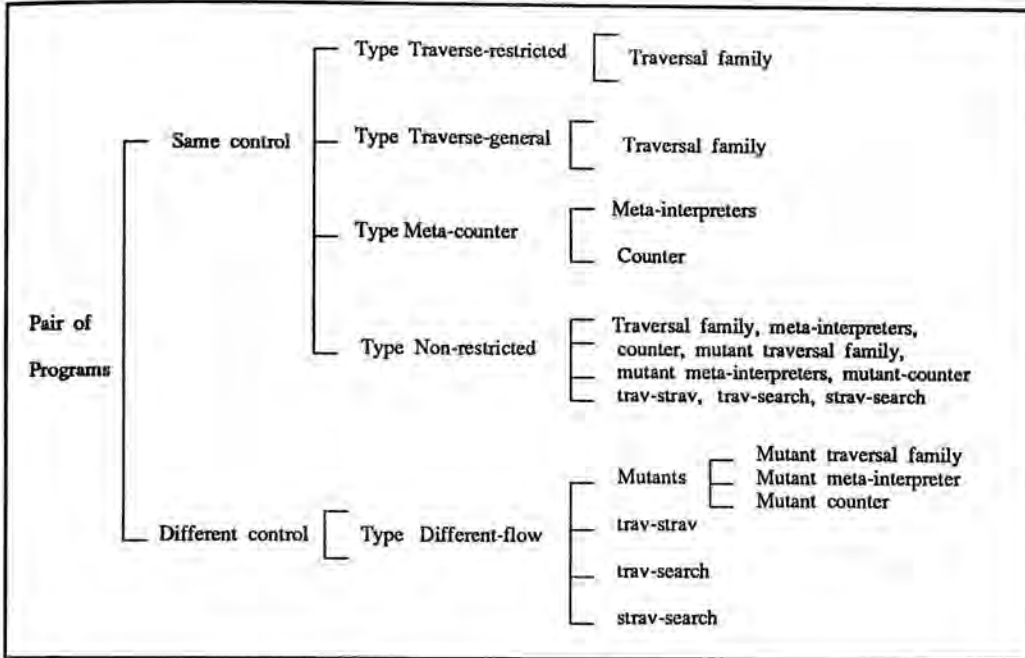 Type Traverse-restricted
Traversal family
Same control
Type Traverse-general
Traversal family
Type Meta-counter
Meta-interpreters
Counter
Pair of
Programs
Type Non-restricted
Traversal family, meta-interpreters,
counter, mutant traversal family,
mutant meta-interpreters, mutant-counter
trav-strav, trav-search, strav-search
Different control
Type Different-flow
Mutants
Mutant traversal family
Mutant meta-interpreter
Mutant counter
trav-strav
trav-search
strav-search